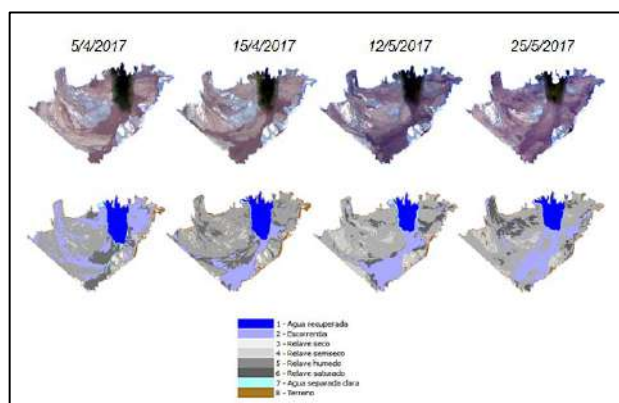 5/4/2017 15/4/2017 12/5/2017 25/5/2017
1 - Agua recuperada
2 - Escorrentia
3 - Relave seco
4 - Relave semiseco
5 - Relave humedo
6 - Relave saturado
7 - Agua separada clara
8 - Terreno